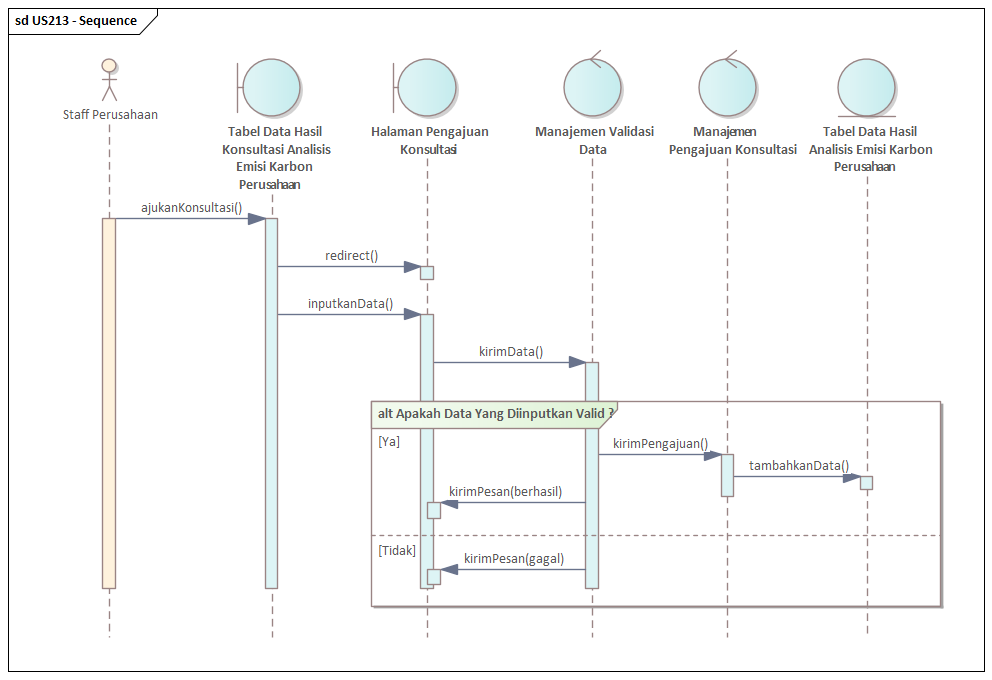 sd US213 - Sequence
Staff Perusahaan
Tabel Data Hasil
Konsultasi Analisis
Emisi Karbon
Perusahaan
Halaman Pengajuan
Konsultasi
Manajemen Validasi
Data
Manajemen
Pengajuan Konsultasi
Tabel Data Hasil
Analisis Emisi Karbon
Perusahaan
ajukanKonsultasi()
redirect()
inputkanData()
kirimData()
alt Apakah Data Yang Diinputkan Valid ?
[Ya]
kirimPengajuan()
tambahkanData()
kirimPesan(berhasil)
[Tidak]
kirimPesan(gagal)